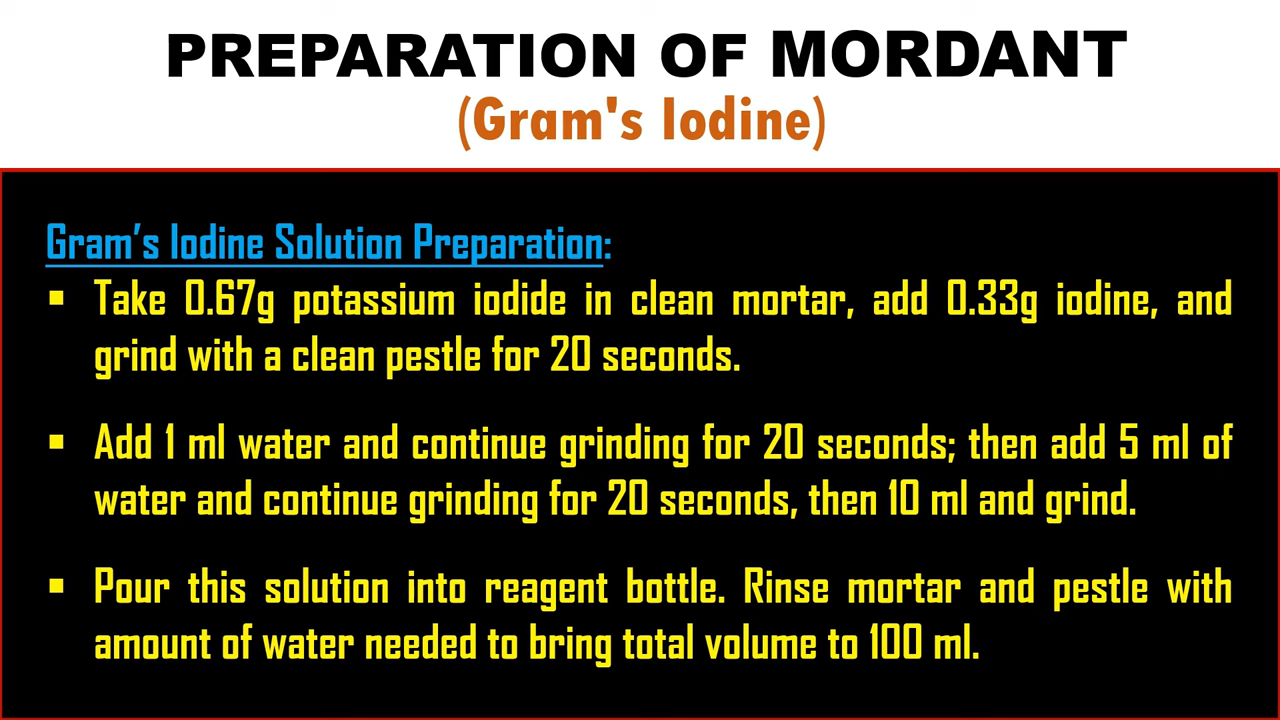 PREPARATION OF MORDANT
(Gram's Iodine)
Gram’s Iodine Solution Preparation:
▪ Take 0.67g potassium iodide in clean mortar, add 0.33g iodine, and
grind with a clean pestle for 20 seconds.
▪ Add 1 ml water and continue grinding for 20 seconds; then add 5 ml of
water and continue grinding for 20 seconds, then 10 ml and grind.
▪ Pour this solution into reagent bottle. Rinse mortar and pestle with
amount of water needed to bring total volume to 100 ml.